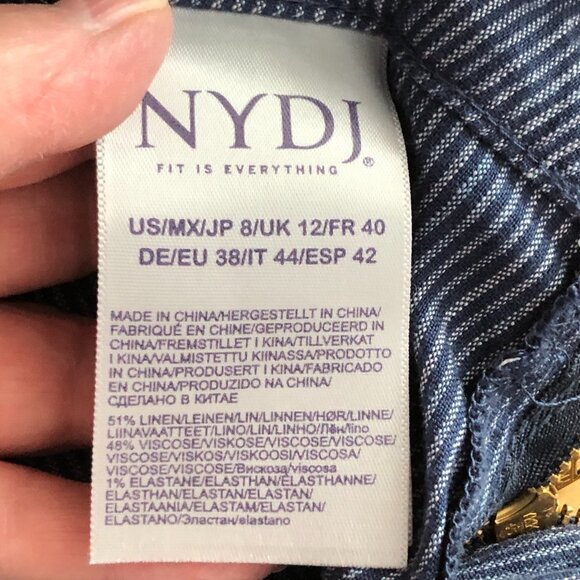 NYDJ®
FIT IS EVERYTHING
US/MX/JP 8/UK 12/FR 40
DE/EU 38/IT 44/ESP 42
MADE IN CHINA/HERGESTELLT IN CHINA/
FABRIQUÉ EN CHINE/GEPRODUCEERD IN
CHINA/FREMSTILLET I KINA/TILLVERKAT
I KINA/VALMISTETTU KIINASSA/PRODOTTO
IN CHINA/PRODUSERT I KINA/FABRICADO
EN CHINA/PRODUZIDO NA CHINA/
СДЕЛАНО В КИТАЕ
51% LINEN/LEINEN/LIN/LINNEN/HØR/LINNE/
LIINAVAATTEET/LINO/LIN/LINHO/Лён/lino
48% VISCOSE/VISKOSE/VISCOSE/VISCOSE/
VISCOSE/VISKOS/VISKOOSI/VISCOSA/
VISCOSE/VISCOSE/Вискоза/viscosa
1% ELASTANE/ELASTHAN/ÉLASTHANNE/
ELASTHAN/ELASTAN/ELASTAN/
ELASTAANIA/ELASTAN/ELASTAN/
ELASTANO/Эластан/elastano